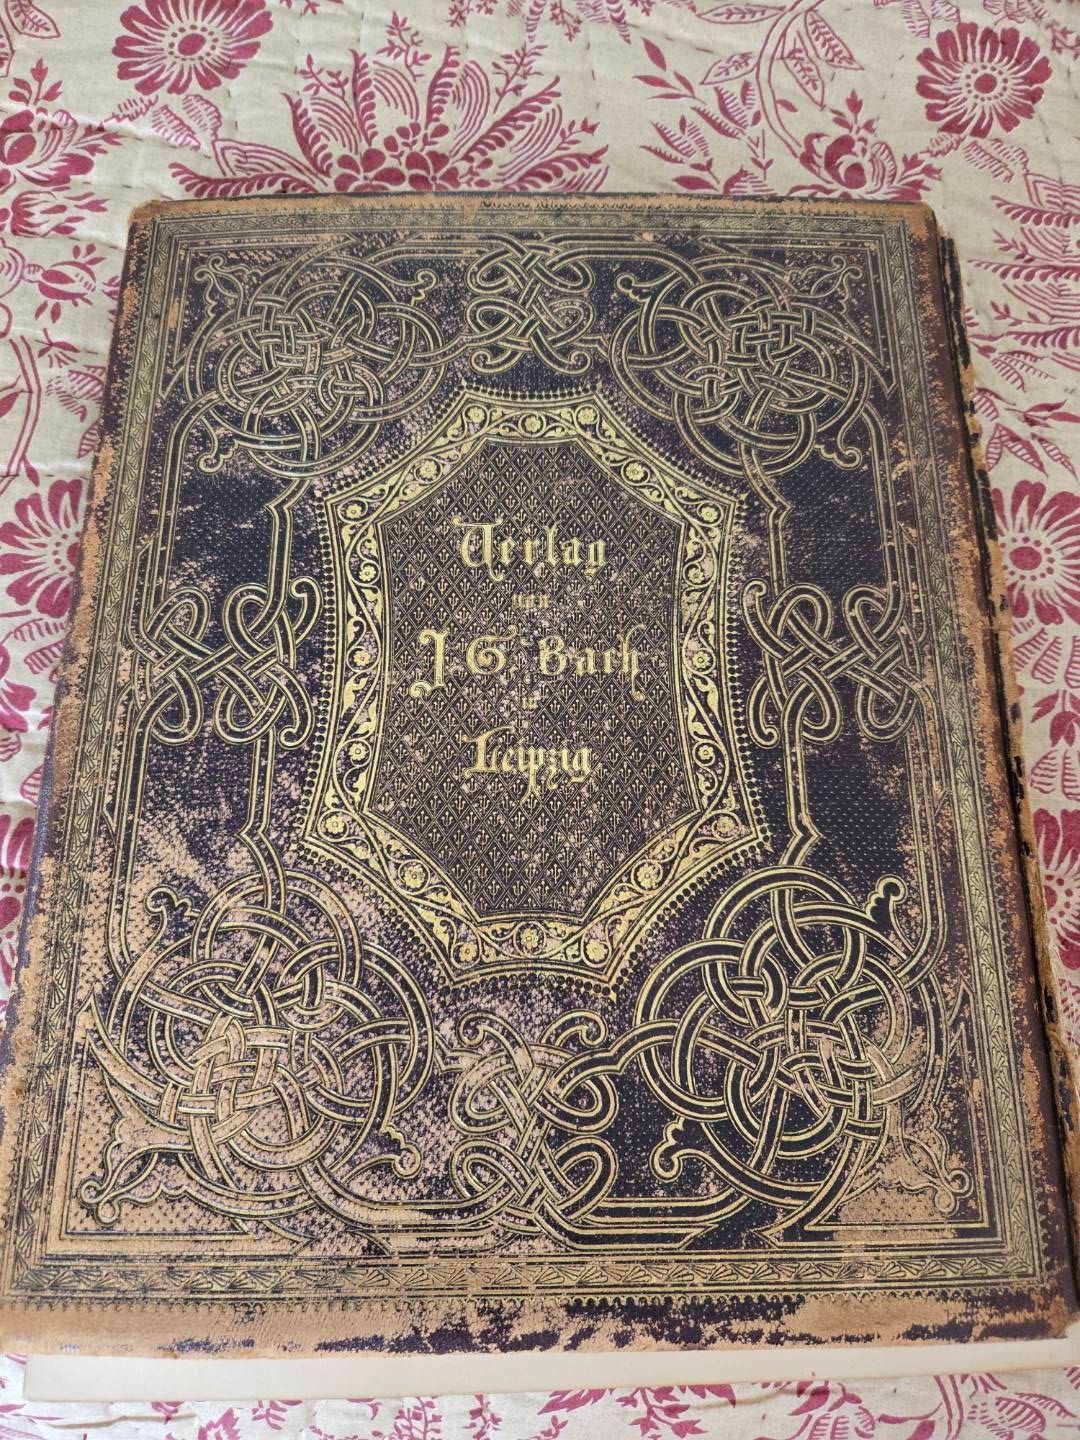 Verlag
von
J. G. Bach
in
Leipzig